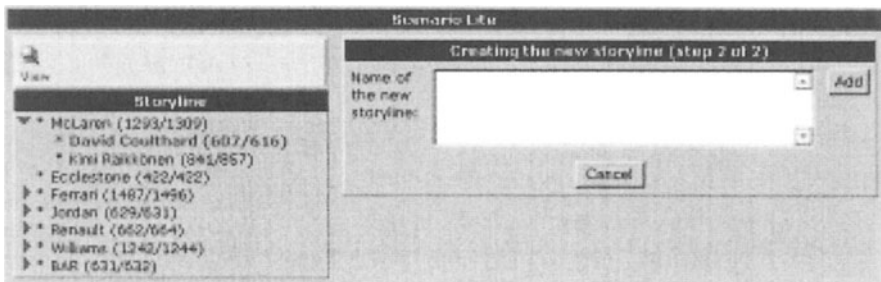 Scenario Lite
View
Storyline
* McLaren (1293/1309)
* David Coulthard (607/616)
* Kimi Räikkönen (841/857)
* Ecclestone (422/422)
* Ferrari (1487/1496)
* Jordan (629/631)
* Renault (662/664)
* Williams (1242/1244)
* BAR (631/632)
Creating the new storyline (step 2 of 2)
Name of
the new
storyline:
Add
Cancel